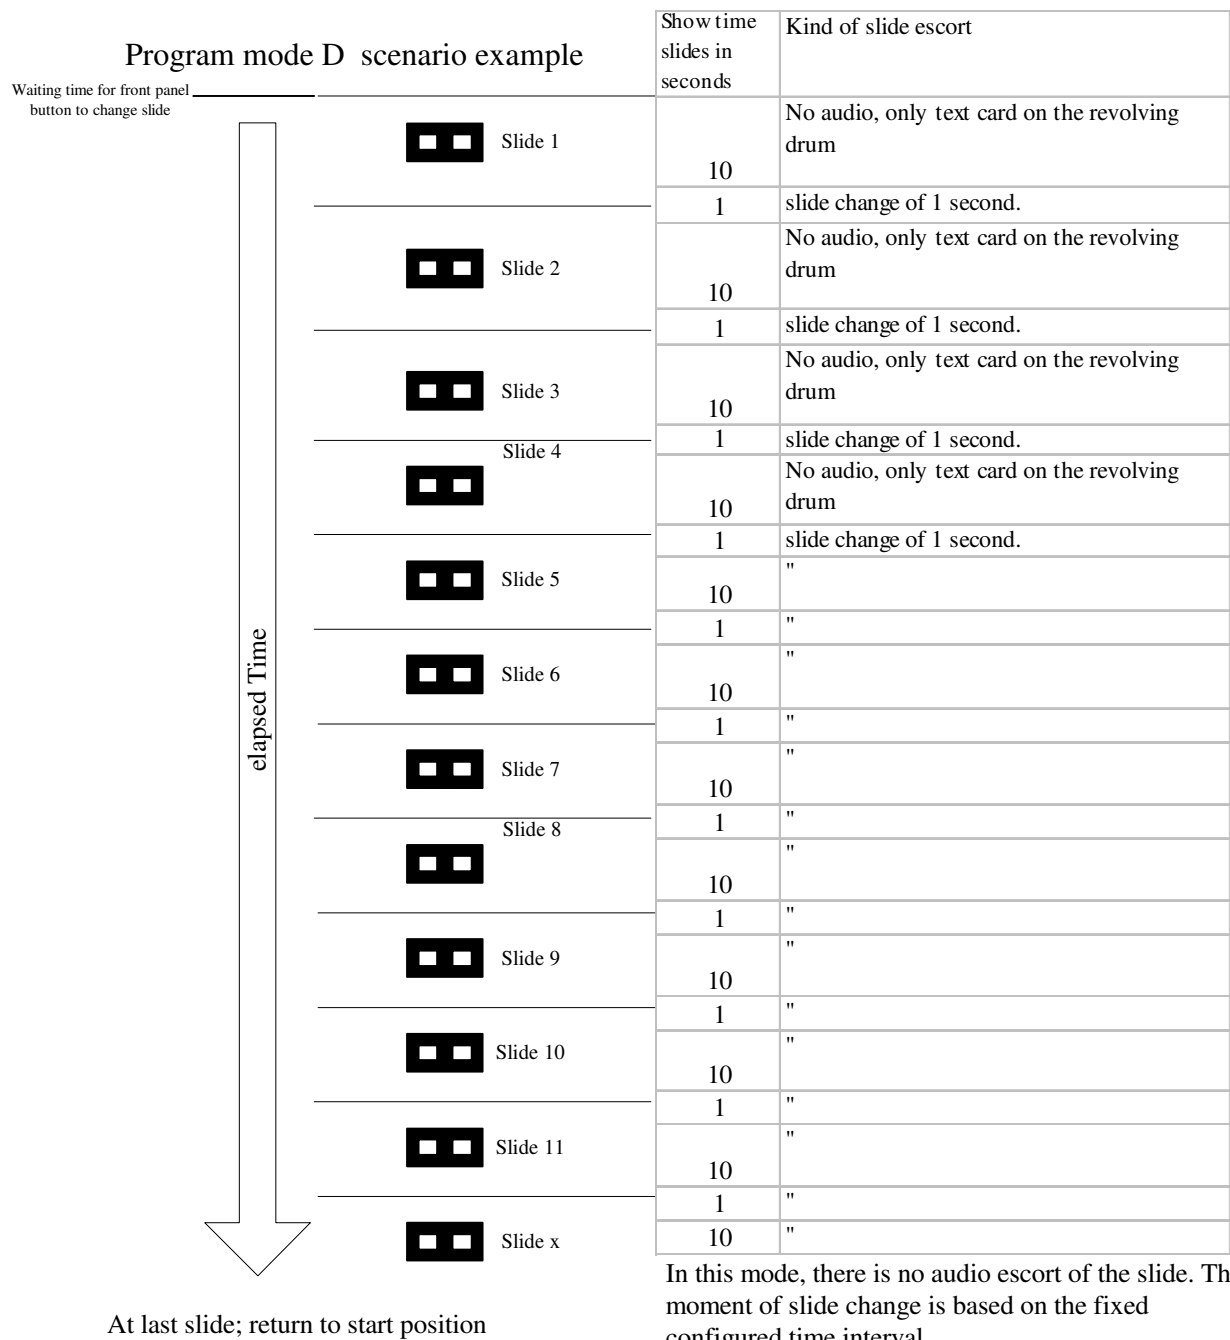 Program mode D scenario example
Waiting time for front panel
button to change slide
Show time
slides in
seconds
Kind of slide escort
Slide 1
10
No audio, only text card on the revolving
drum
1
slide change of 1 second.
Slide 2
10
No audio, only text card on the revolving
drum
1
slide change of 1 second.
Slide 3
10
No audio, only text card on the revolving
drum
1
slide change of 1 second.
Slide 4
10
No audio, only text card on the revolving
drum
1
slide change of 1 second.
Slide 5
10
"
1
"
elapsed Time
Slide 6
10
"
1
"
Slide 7
10
"
1
"
Slide 8
10
"
1
"
Slide 9
10
"
1
"
Slide 10
10
"
1
"
Slide 11
10
"
1
"
Slide x
10
"
In this mode, there is no audio escort of the slide. Th
moment of slide change is based on the fixed
configured time interval
At last slide; return to start position